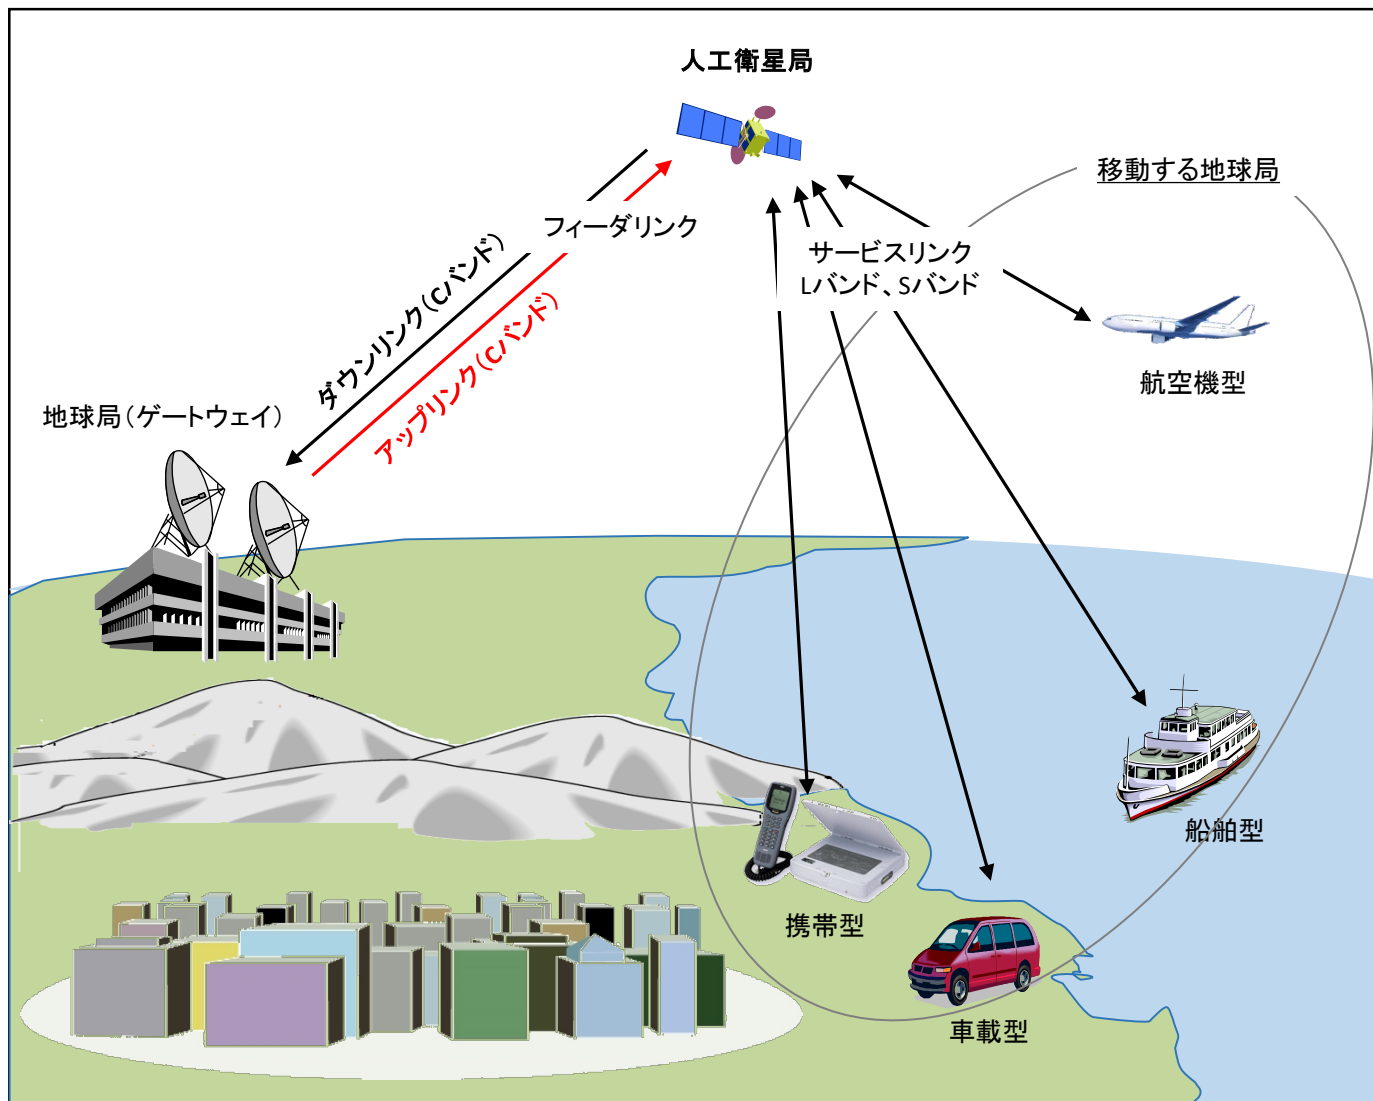 人工衛星局
移動する地球局
フィーダリンク
サービスリンク
Lバンド、Sバンド
ダウンリンク(Cバンド)
アップリンク(Cバンド)
航空機型
地球局(ゲートウェイ)
船舶型
携帯型
車載型